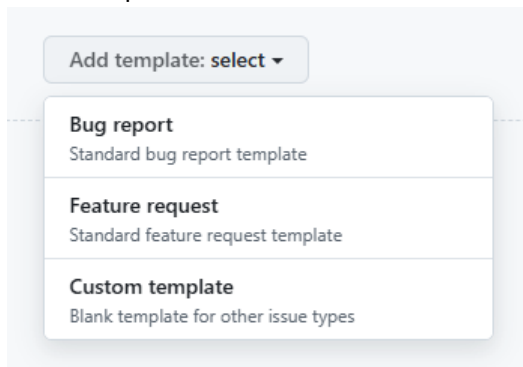 Add template: select
Bug report
Standard bug report template
Feature request
Standard feature request template
Custom template
Blank template for other issue types